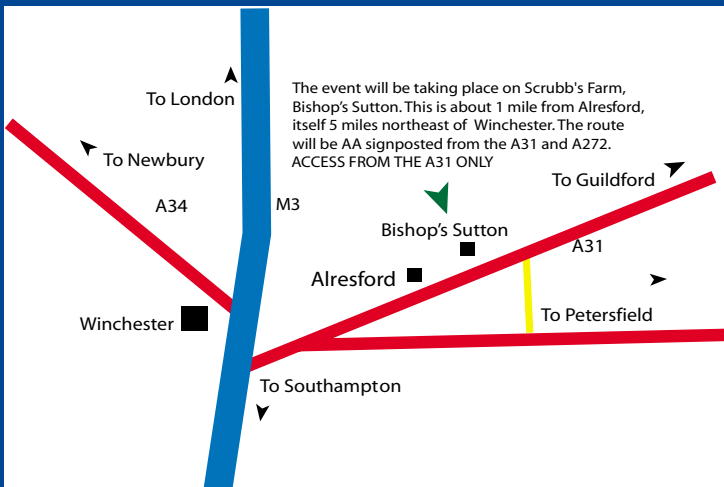 The event will be taking place on Scrubb's Farm,
Bishop's Sutton. This is about 1 mile from Alresford,
itself 5 miles northeast of Winchester. The route
will be AA signposted from the A31 and A272.
ACCESS FROM THE A31 ONLY
To London
To Newbury
To Guildford
A34
M3
Bishop's Sutton
A31
Alresford
To Petersfield
Winchester
To Southampton